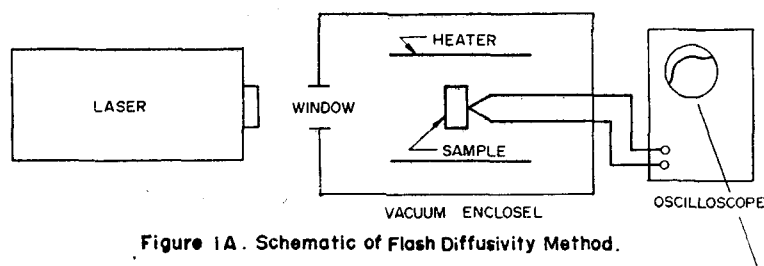 HEATER
LASER
WINDOW
SAMPLE
VACUUM ENCLOSEL
OSCILLOSCOPE
Figure 1A. Schematic of Flash Diffusivity Method.